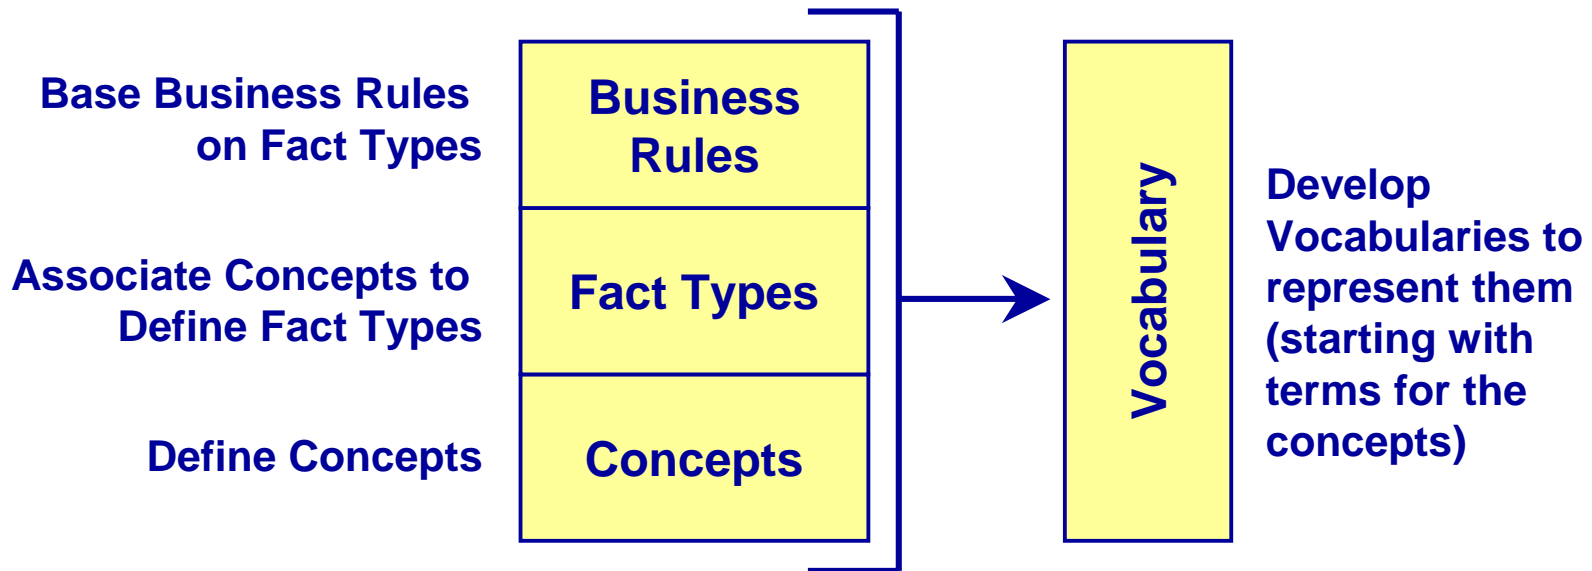 Base Business Rules
on Fact Types
Business
Rules
Associate Concepts to
Define Fact Types
Fact Types
Define Concepts
Concepts
Vocabulary
Develop
Vocabularies to
represent them
(starting with
terms for the
concepts)